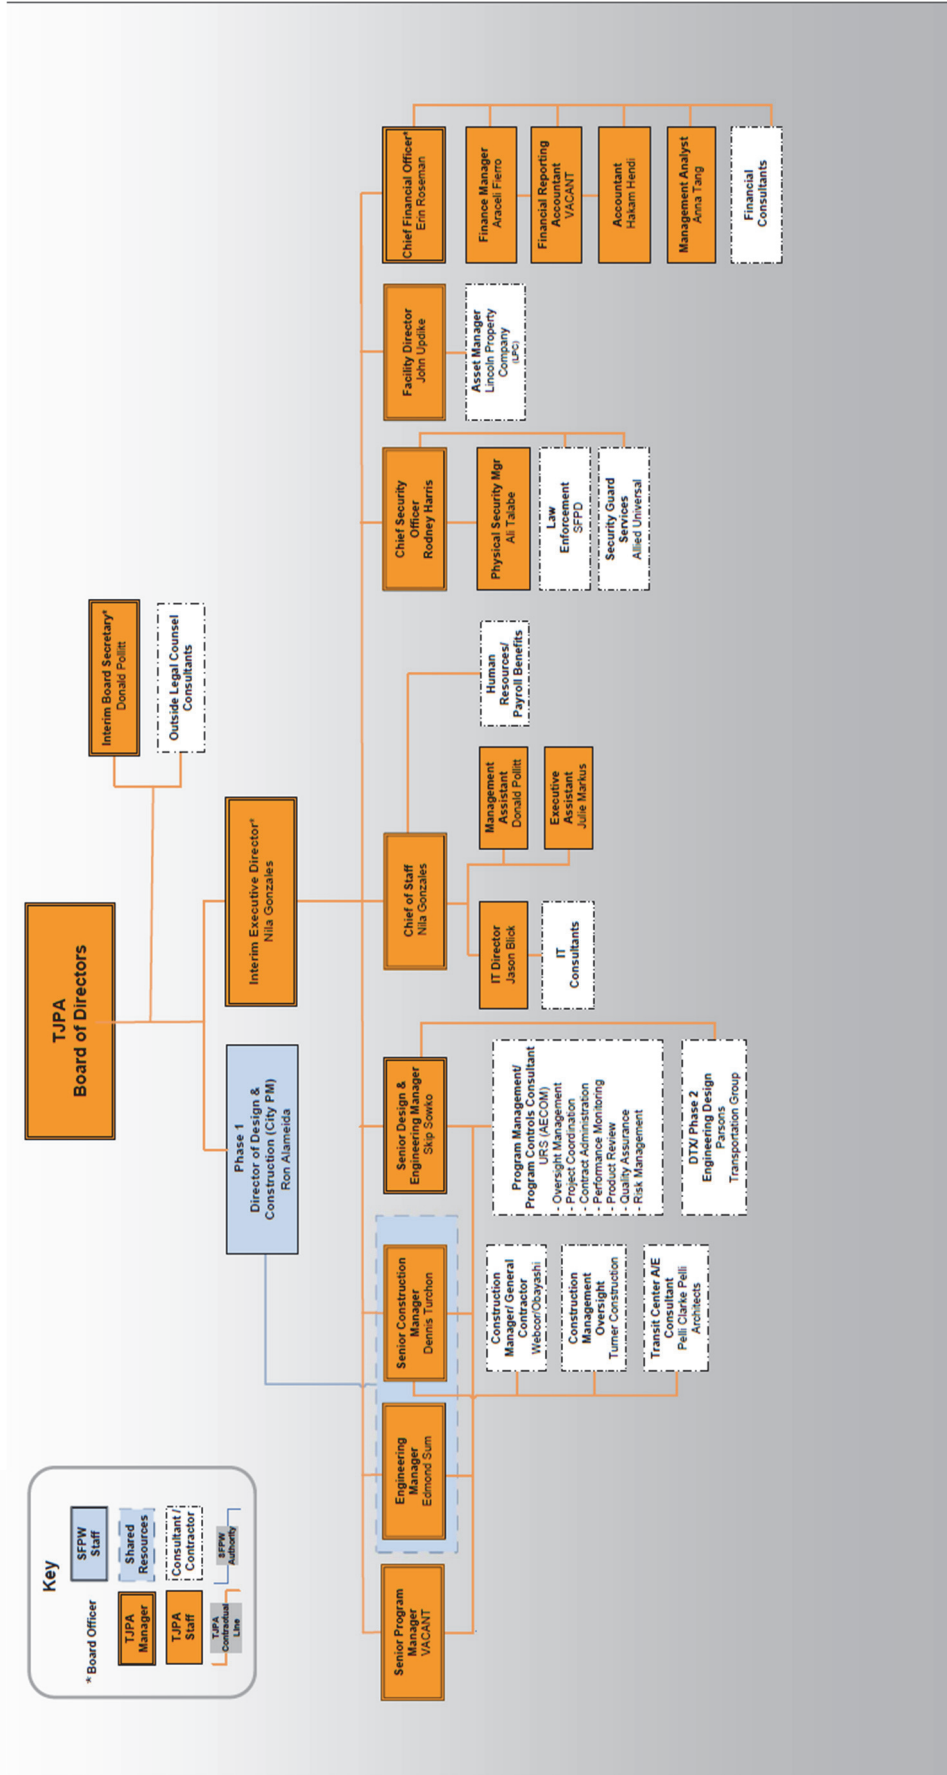 TJPA
Board of Directors
Interim Board Secretary*
Donald Pollitt
Outside Legal Counsel
Consultants
Phase 1
Director of Design &
Construction (City PM)
Ron Alameida
Interim Executive Director*
Nila Gonzales
Key
* Board Officer
SFPW
Staff
TJPA
Manager
Shared
Resources
TJPA
Staff
Consultant /
Contractor
TJPA
Contractual
Line
SFPW
Authority
Senior Program
Manager
VACANT
Engineering
Manager
Edmond Sum
Senior Construction
Manager
Dennis Turchon
Senior Design &
Engineering Manager
Skip Sowko
Chief of Staff
Nila Gonzales
Chief Security
Officer
Rodney Harris
Facility Director
John Updike
Chief Financial Officer*
Erin Roseman
Construction
Manager/ General
Contractor
Webcor/Obayashi
Construction
Management
Oversight
Turner Construction
Transit Center A/E
Consultant
Pelli Clarke Pelli
Architects
Program Management/
Program Controls Consultant
URS (AECOM)
- Oversight Management
- Project Coordination
- Contract Administration
- Performance Monitoring
- Product Review
- Quality Assurance
- Risk Management
DTX/ Phase 2
Engineering Design
Parsons
Transportation Group
IT Director
Jason Blick
IT
Consultants
Management
Assistant
Donald Pollitt
Executive
Assistant
Julie Markus
Human
Resources/
Payroll Benefits
Physical Security Mgr
Ali Talabe
Law
Enforcement
SFPD
Security Guard
Services
Allied Universal
Asset Manager
Lincoln Property
Company
(LPC)
Finance Manager
Araceli Fierro
Financial Reporting
Accountant
VACANT
Accountant
Hakam Hendi
Management Analyst
Anna Tang
Financial
Consultants